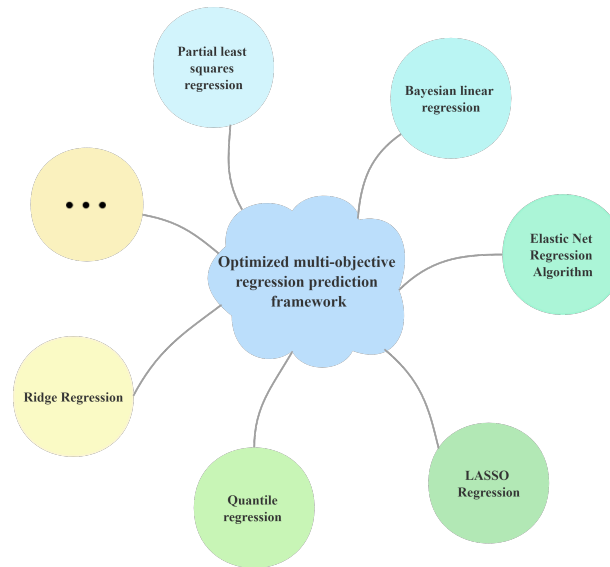 Partial least
squares
regression
Bayesian linear
regression
• • •
Optimized multi-objective
regression prediction
framework
Elastic Net
Regression
Algorithm
Ridge Regression
LASSO
Regression
Quantile
regression